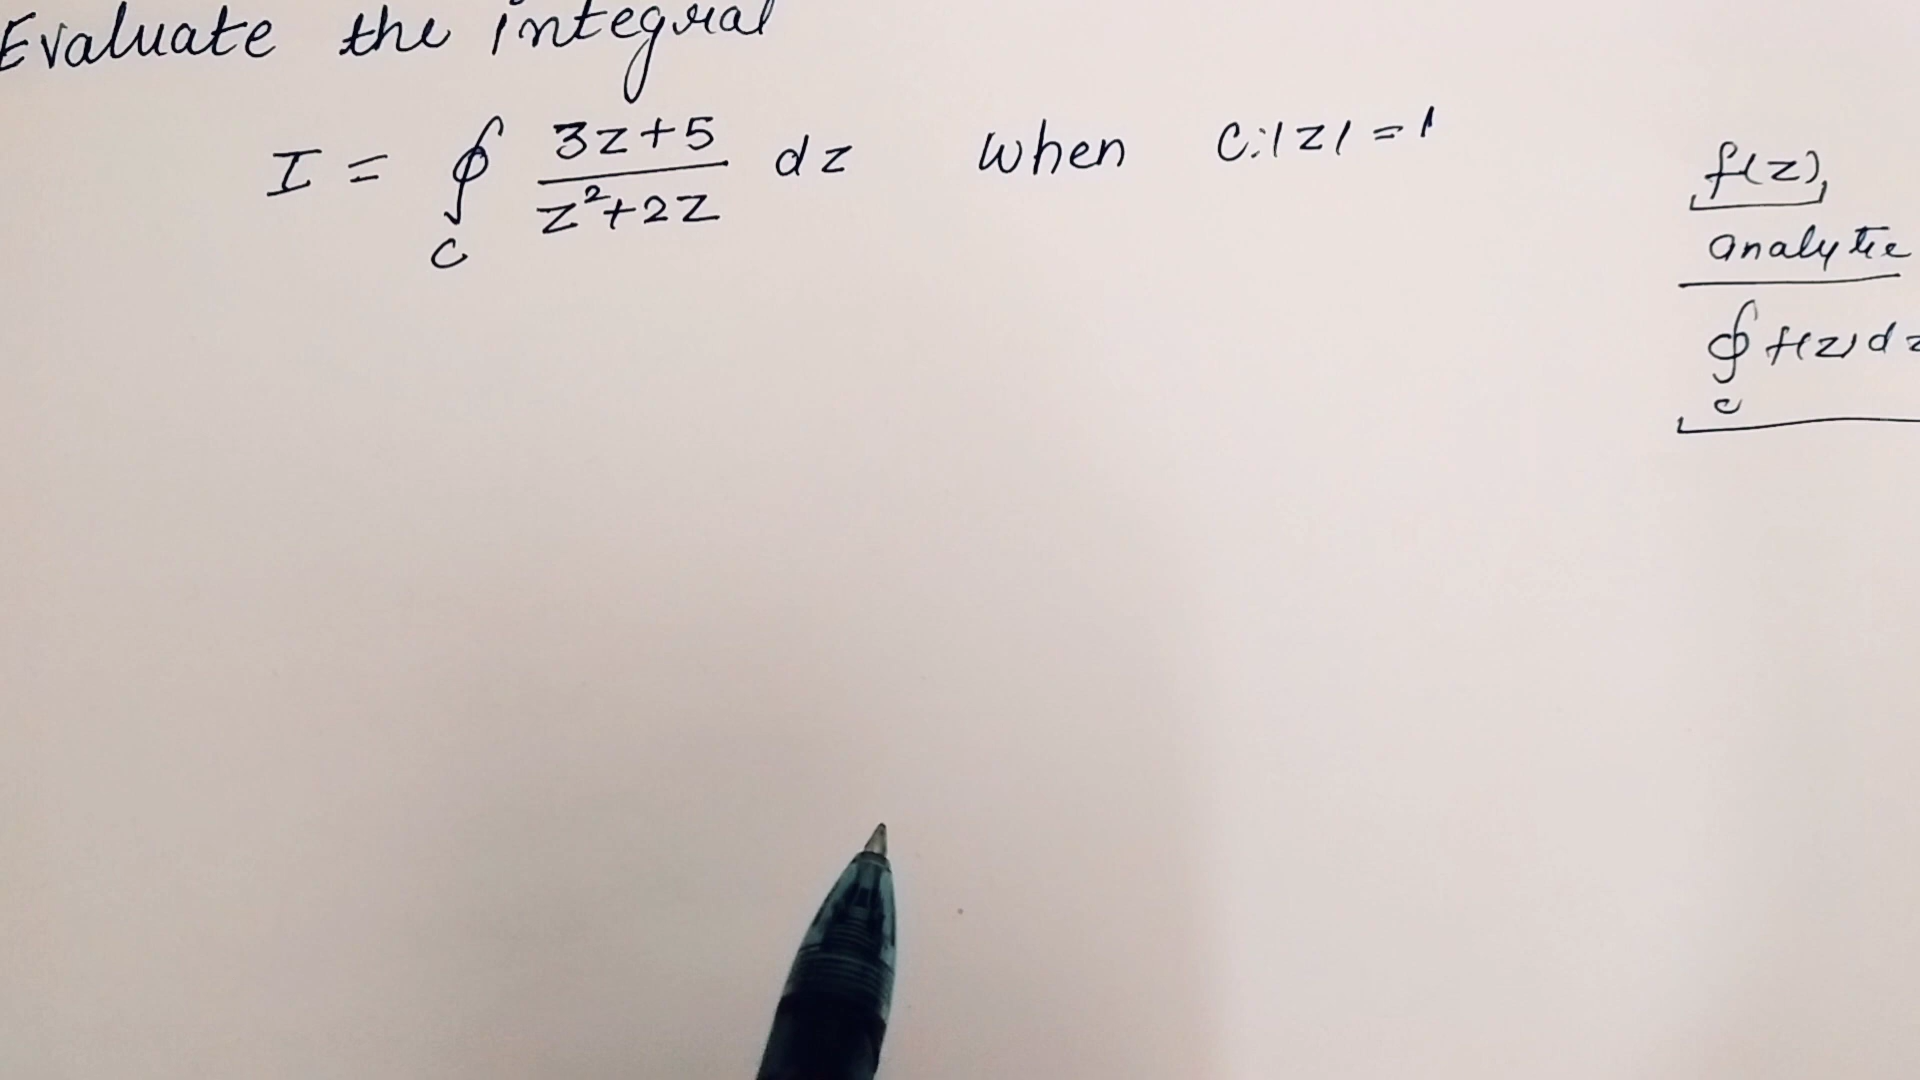 Evaluate the integral
I = ∮_C (3z+5)/(z²+2z) dz when C:|z|=1
f(z),
analytic
∮_c f(z)dz